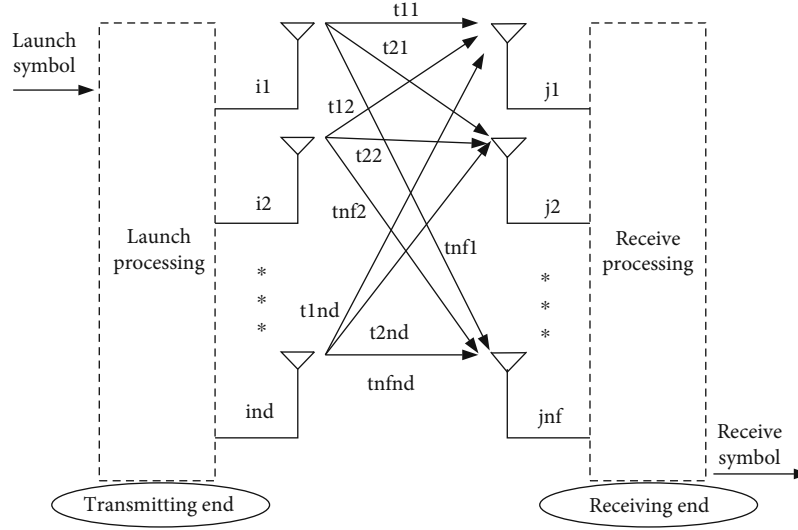 Launch
symbol
t11
t21
i1
j1
t12
t22
i2
j2
tnf2
Launch
processing
Receive
processing
tnf1
*
*
*
*
*
*
t1nd
t2nd
tnfnd
ind
jnf
Receive
symbol
Transmitting end
Receiving end